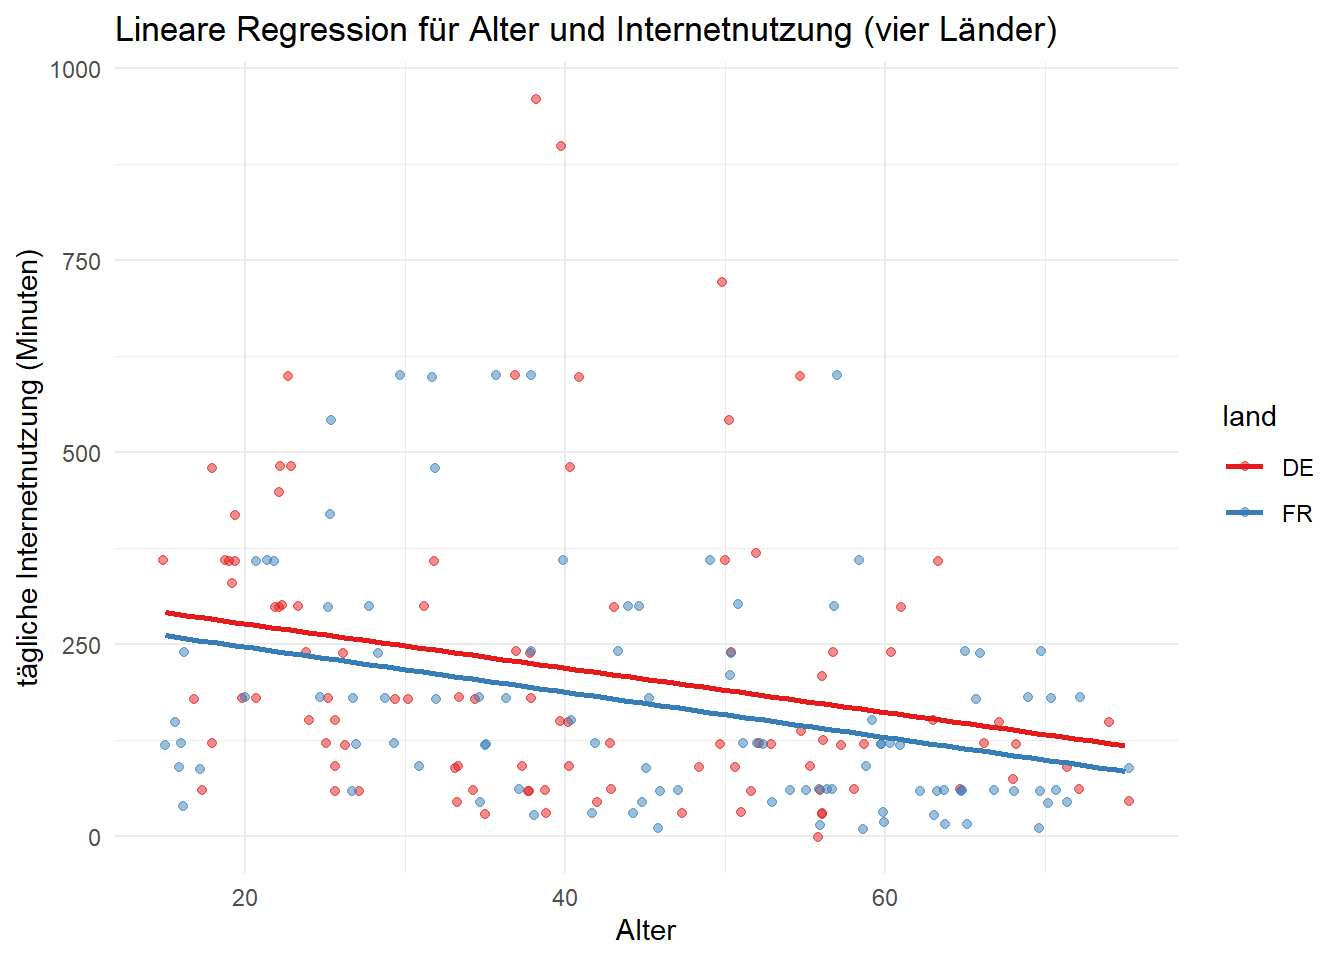 Lineare Regression für Alter und Internetnutzung (vier Länder)
tägliche Internetnutzung (Minuten)
1000
750
500
250
0
20
40
60
Alter
land
DE
FR